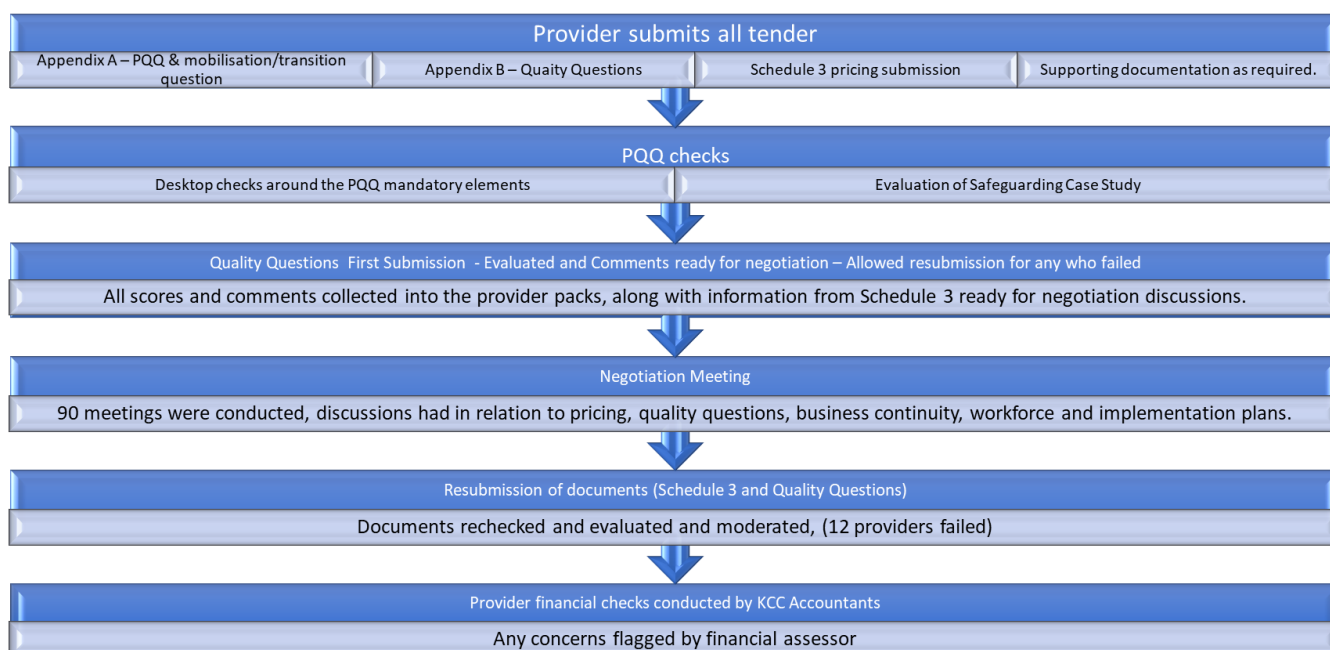 Provider submits all tender
Appendix A – PQQ & mobilisation/transition
question
Appendix B – Quaity Questions
Schedule 3 pricing submission
Supporting documentation as required.
PQQ checks
Desktop checks around the PQQ mandatory elements
Evaluation of Safeguarding Case Study
Quality Questions First Submission - Evaluated and Comments ready for negotiation – Allowed resubmission for any who failed
All scores and comments collected into the provider packs, along with information from Schedule 3 ready for negotiation discussions.
Negotiation Meeting
90 meetings were conducted, discussions had in relation to pricing, quality questions, business continuity, workforce and implementation plans.
Resubmission of documents (Schedule 3 and Quality Questions)
Documents rechecked and evaluated and moderated, (12 providers failed)
Provider financial checks conducted by KCC Accountants
Any concerns flagged by financial assessor